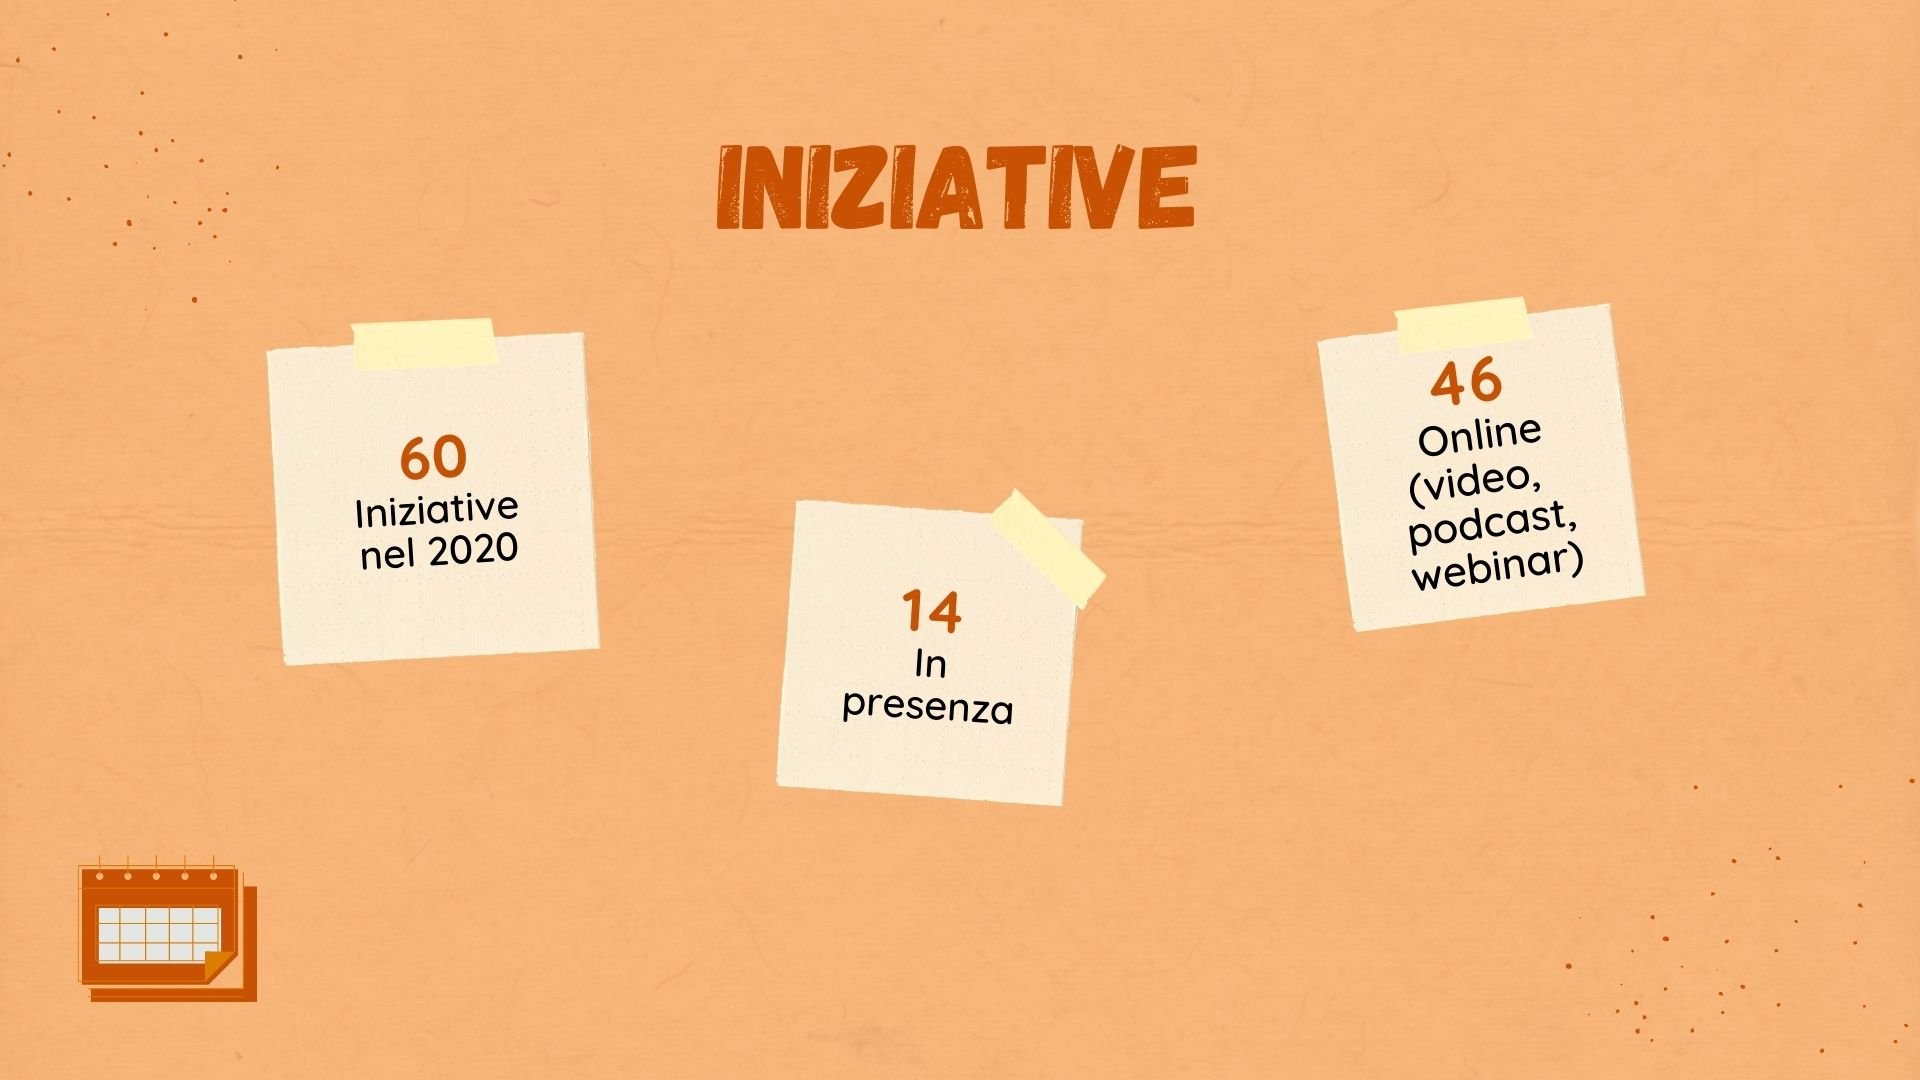 INIZIATIVE
60
Iniziative
nel 2020
14
In
presenza
46
Online
(video,
podcast,
webinar)